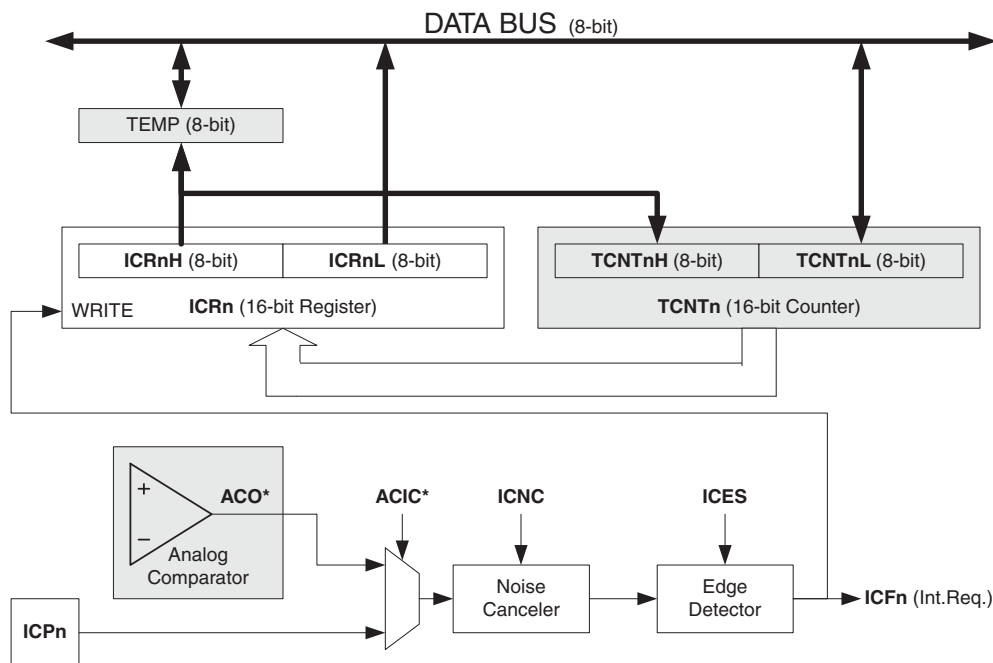 DATA BUS (8-bit)
TEMP (8-bit)
ICRnH (8-bit) ICRnL (8-bit) TCNTnH (8-bit) TCNTnL (8-bit)
WRITE
ICRn (16-bit Register)
TCNTn (16-bit Counter)
+
−
ACO*
Analog
Comparator
ACIC*
ICNC
ICES
Noise
Canceler
Edge
Detector
ICFn (Int.Req.)
ICPn